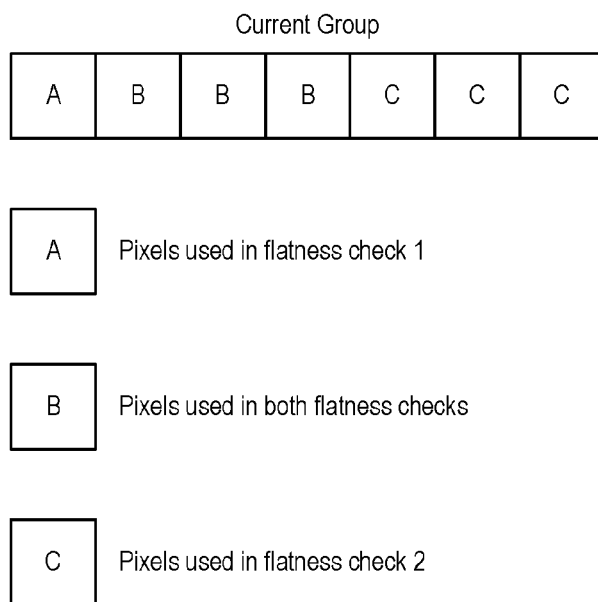 Current Group
A B B B C C C
A Pixels used in flatness check 1
B Pixels used in both flatness checks
C Pixels used in flatness check 2